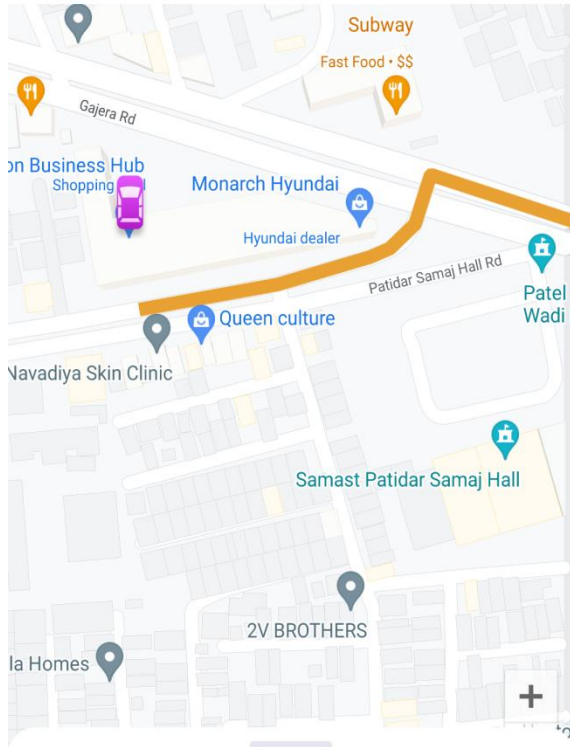 Subway
Fast Food • $$
Gajera Rd
on Business Hub
Shopping
Monarch Hyundai
Hyundai dealer
Patidar Samaj Hall Rd
Patel
Wadi
Queen culture
Navadiya Skin Clinic
Samast Patidar Samaj Hall
2V BROTHERS
la Homes
+